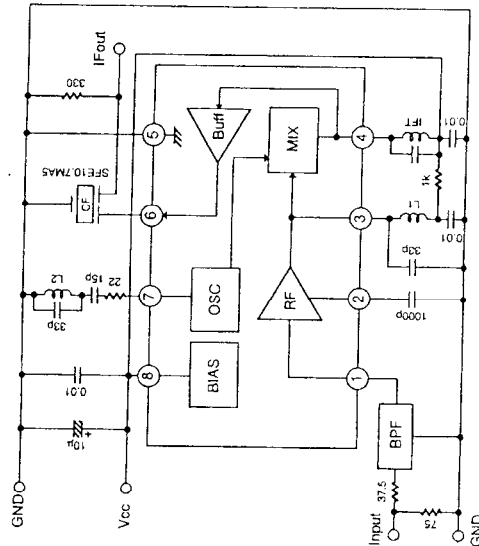 GND
10μ
+
0.01
L2
33p
15p
22
CF
SFE10.7MA5
330
IFout
Vcc
8
7
6
5
BIAS
OSC
Buff
RF
MIX
1
2
3
4
Input
37.5
75
BPF
1000p
33p
L1
0.01
1k
IFT
0.01
GND